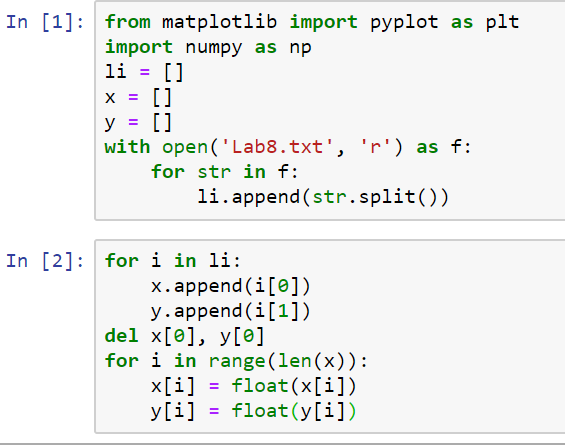 In [1]: from matplotlib import pyplot as plt
import numpy as np
li = []
x = []
y = []
with open('Lab8.txt', 'r') as f:
    for str in f:
        li.append(str.split())
In [2]: for i in li:
    x.append(i[0])
    y.append(i[1])
del x[0], y[0]
for i in range(len(x)):
    x[i] = float(x[i])
    y[i] = float(y[i])